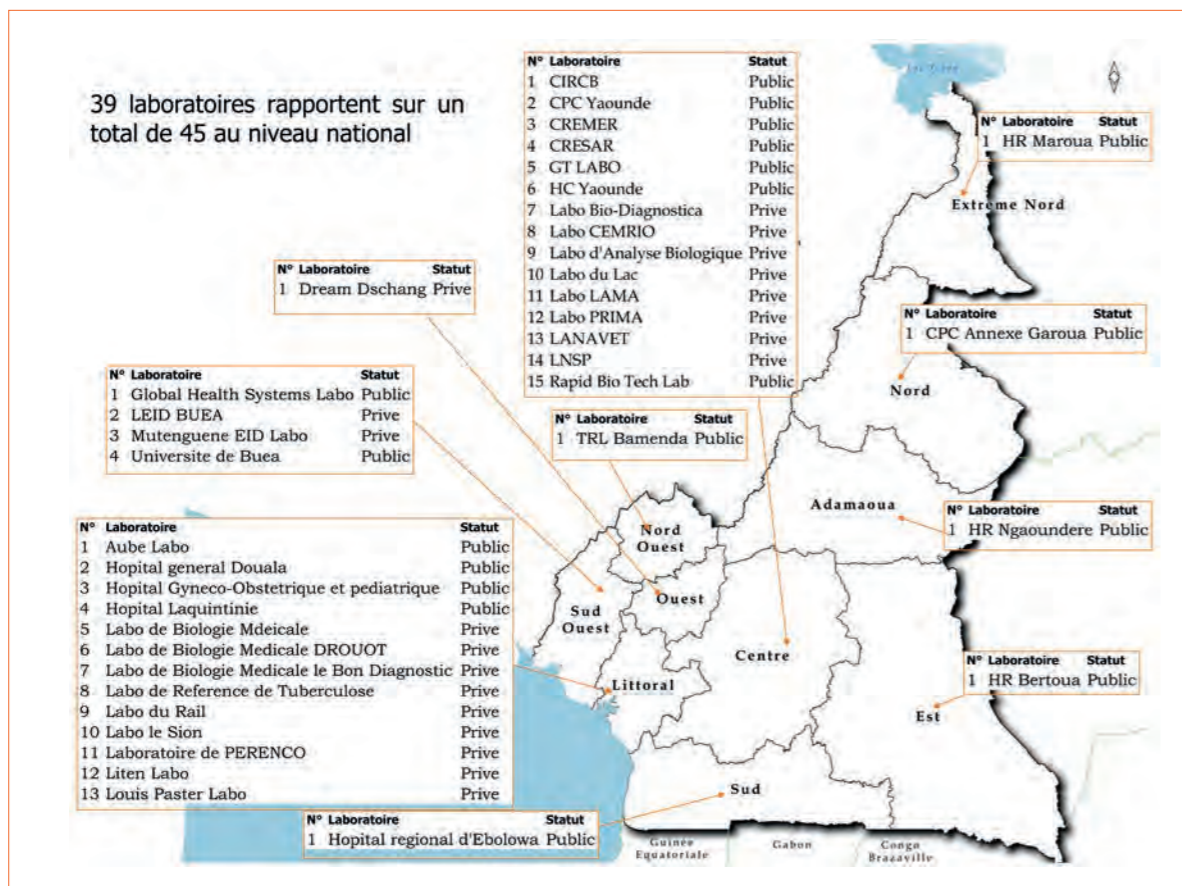 39 laboratoires rapportent sur un
total de 45 au niveau national
N° Laboratoire Statut
1 CIRCB Public
2 CPC Yaounde Public
3 CREMER Public
4 CRESAR Public
5 GT LABO Public
6 HC Yaounde Public
7 Labo Bio-Diagnostica Prive
8 Labo CEMRIO Prive
9 Labo d'Analyse Biologique Prive
10 Labo du Lac Prive
11 Labo LAMA Prive
12 Labo PRIMA Prive
13 LANAVET Prive
14 LNSP Prive
15 Rapid Bio Tech Lab Public
N° Laboratoire Statut
1 HR Maroua Public
Extreme Nord
N° Laboratoire Statut
1 Dream Dschang Prive
N° Laboratoire Statut
1 CPC Annexe Garoua Public
Nord
N° Laboratoire Statut
1 Global Health Systems Labo Public
2 LEID BUEA Prive
3 Mutenguene EID Labo Prive
4 Universite de Buea Public
N° Laboratoire Statut
1 TRL Bamenda Public
Adamaoua
N° Laboratoire Statut
1 HR Ngaoundere Public
Nord
Ouest
Ouest
Sud
Ouest
Centre
Littoral
N° Laboratoire Statut
1 Aube Labo Public
2 Hopital general Douala Public
3 Hopital Gyneco-Obstetrique et pediatrique Public
4 Hopital Laquintinie Public
5 Labo de Biologie Mdeicale Prive
6 Labo de Biologie Medicale DROUOT Prive
7 Labo de Biologie Medicale le Bon Diagnostic Prive
8 Labo de Reference de Tuberculose Prive
9 Labo du Rail Prive
10 Labo le Sion Prive
11 Laboratoire de PERENCO Prive
12 Liten Labo Prive
13 Louis Paster Labo Prive
N° Laboratoire Statut
1 HR Bertoua Public
Est
Sud
N° Laboratoire Statut
1 Hopital regional d'Ebolowa Public
Guinée
Equatoriale
Gabon
Congo
Brazaville